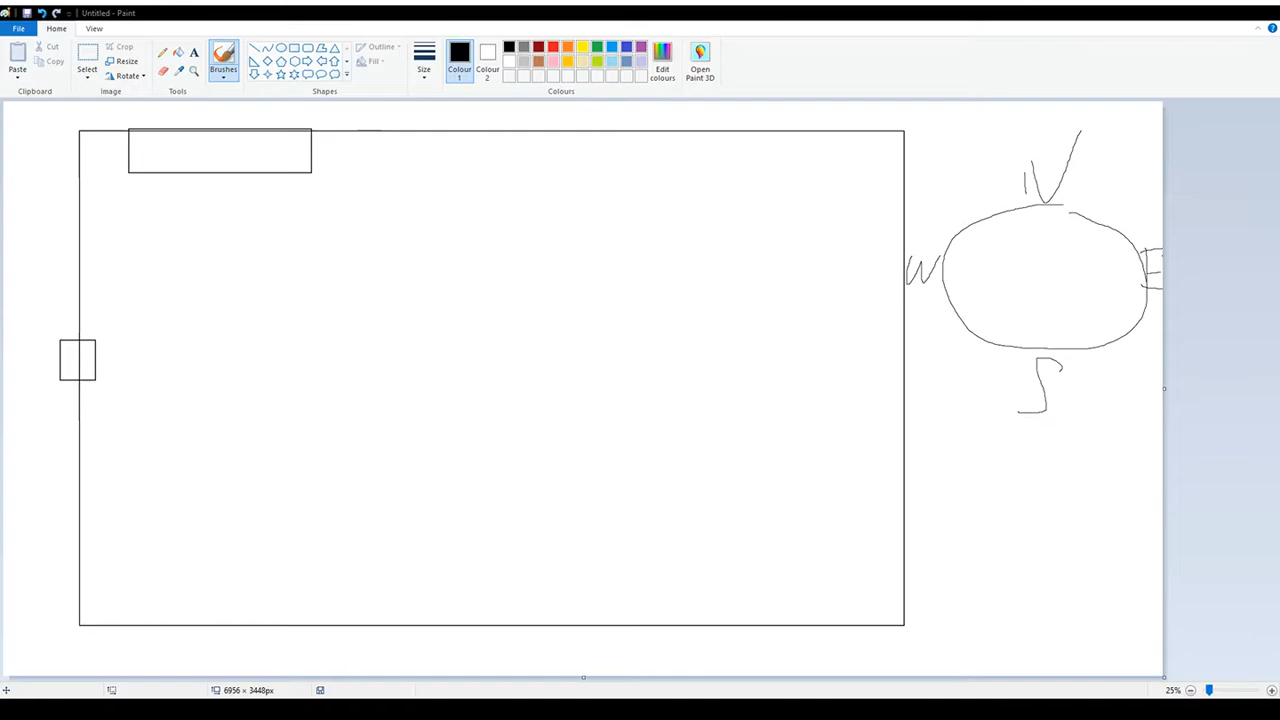 Untitled - Paint
File Home View
Paste
Cut
Copy
Clipboard
Select
Crop
Resize
Rotate
Image
Tools
Brushes
Outline
Fill
Shapes
Size
Colour 1
Colour 2
Edit colours
Colours
Open Paint 3D
N
W
E
S
6956 × 3448px
25%